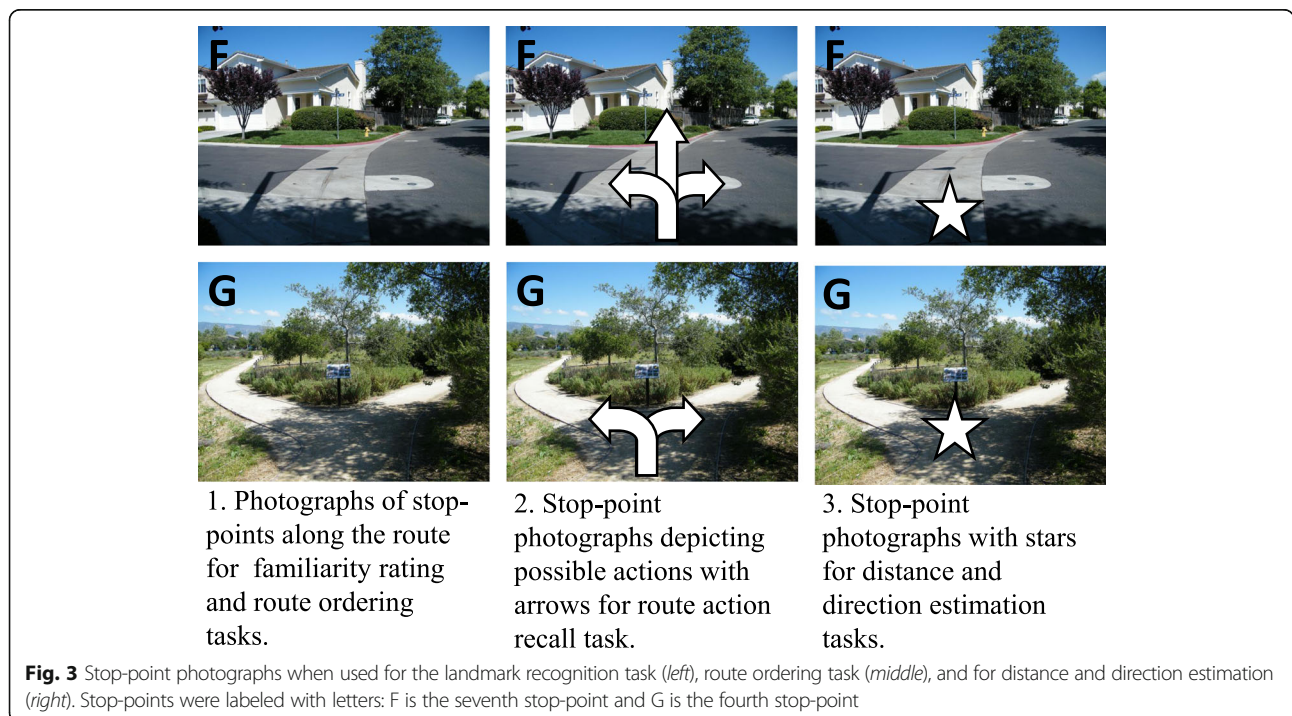 F
F
F
G
G
G
1. Photographs of stop-
points along the route
for familiarity rating
and route ordering
tasks.
2. Stop-point
photographs depicting
possible actions with
arrows for route action
recall task.
3. Stop-point
photographs with stars
for distance and
direction estimation
tasks.
Fig. 3 Stop-point photographs when used for the landmark recognition task (left), route ordering task (middle), and for distance and direction estimation
(right). Stop-points were labeled with letters: F is the seventh stop-point and G is the fourth stop-point